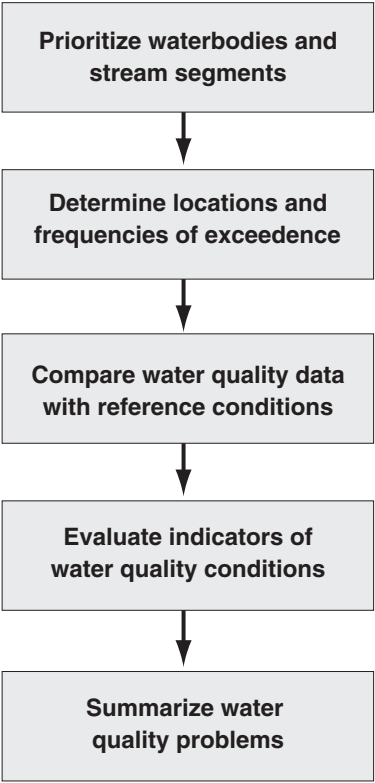 Prioritize waterbodies and
stream segments
Determine locations and
frequencies of exceedence
Compare water quality data
with reference conditions
Evaluate indicators of
water quality conditions
Summarize water
quality problems